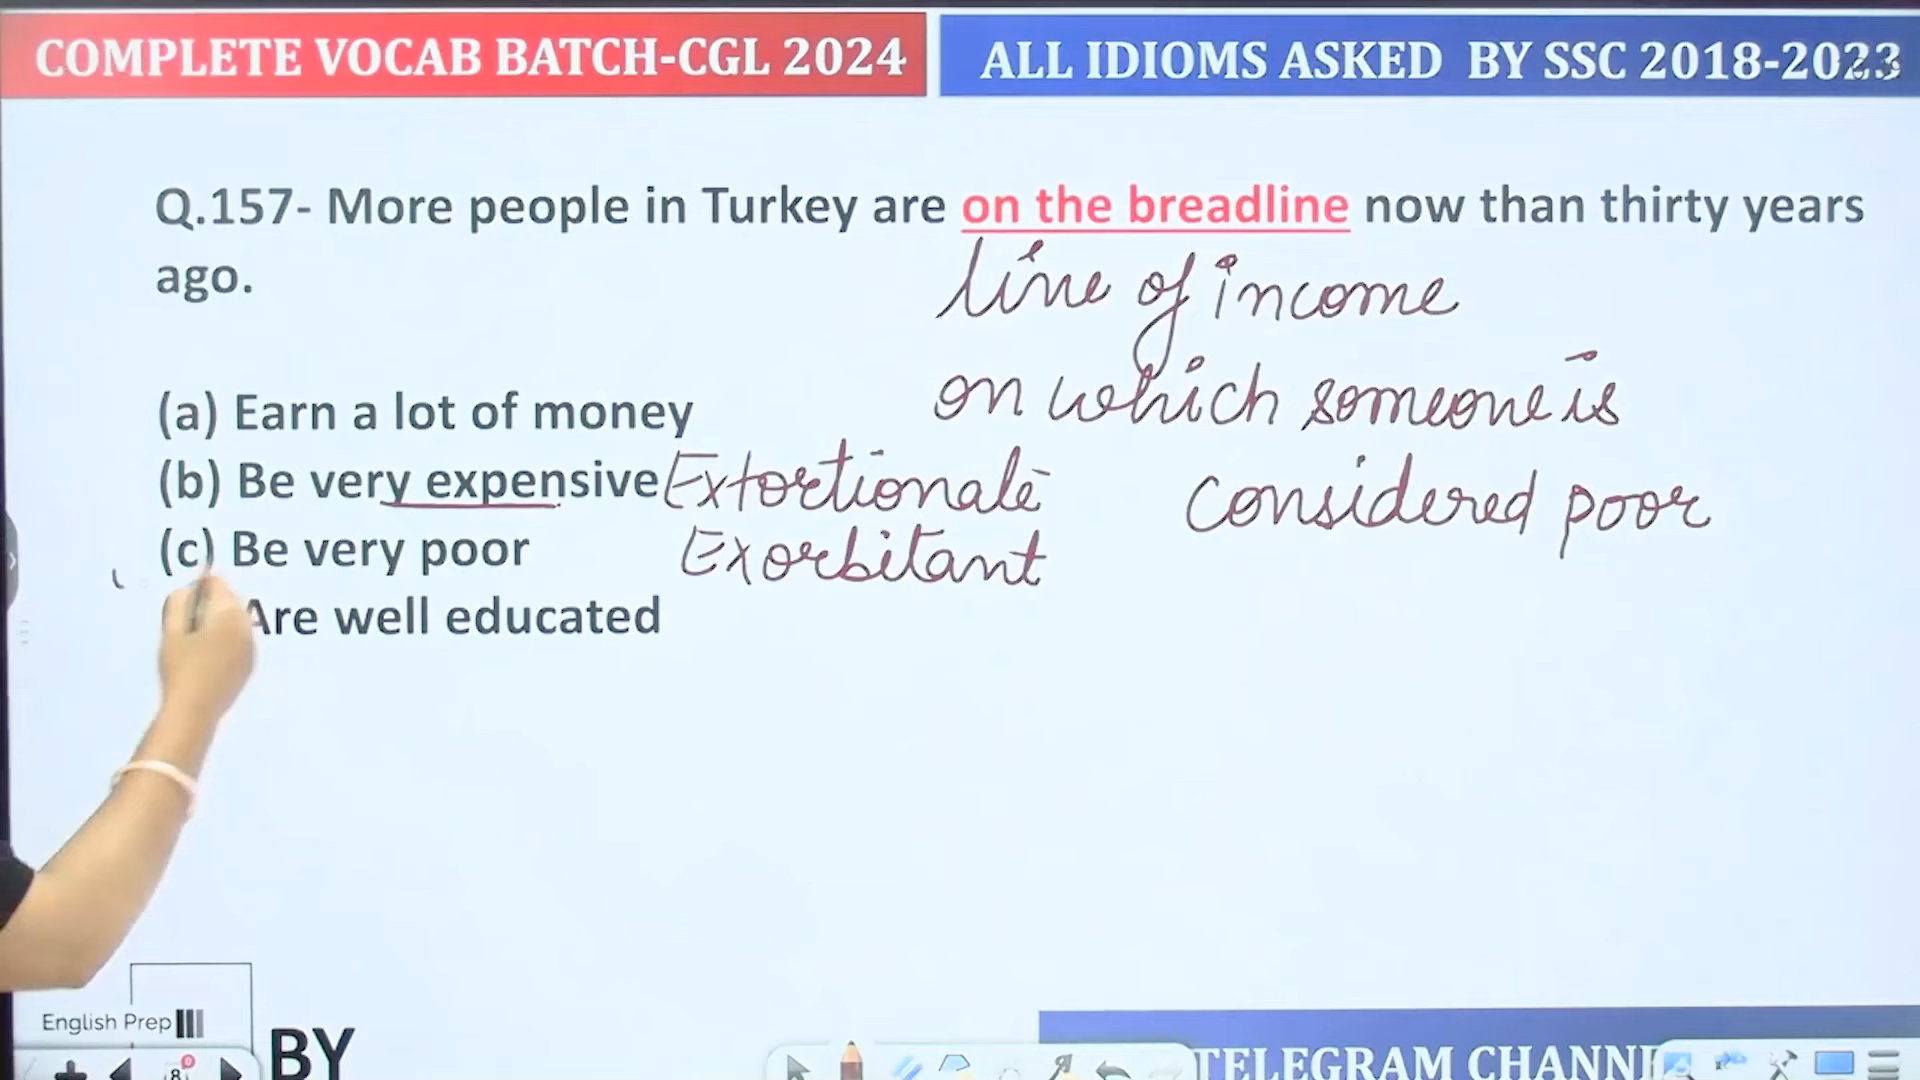 COMPLETE VOCAB BATCH-CGL 2024
ALL IDIOMS ASKED BY SSC 2018-2023
Q.157- More people in Turkey are on the breadline now than thirty years
ago.
line of income
on which someone is
considered poor
(a) Earn a lot of money
(b) Be very expensive Extortionate
(c) Be very poor Exorbitant
Are well educated
English Prep
BY
TELEGRAM CHANN
8
0